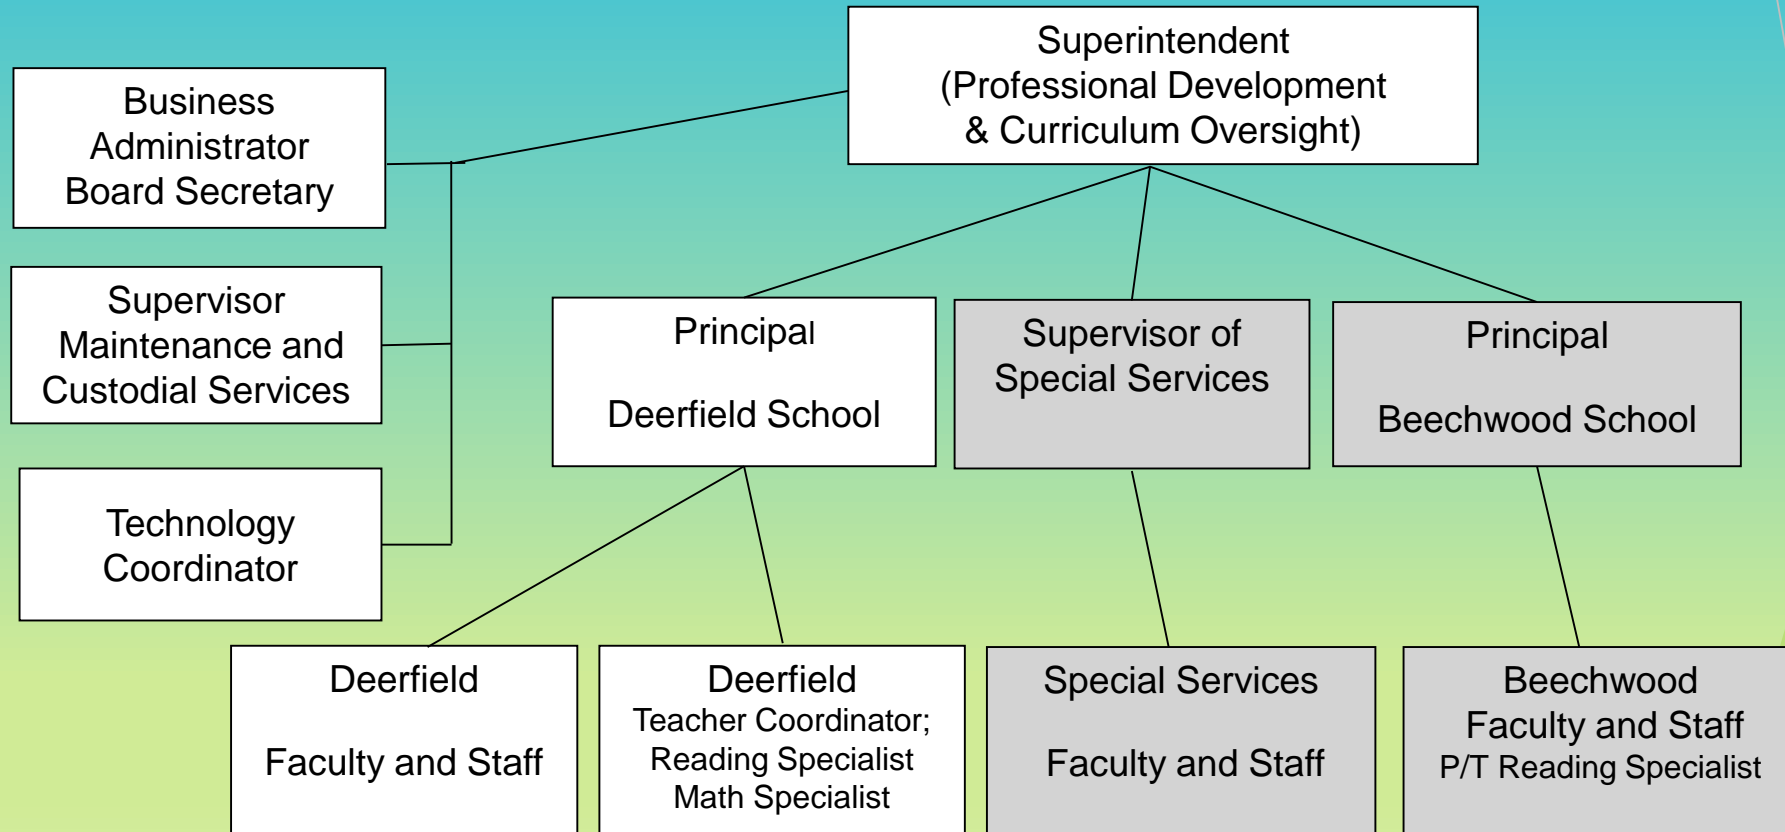 Superintendent
(Professional Development
& Curriculum Oversight)
Business
Administrator
Board Secretary
Supervisor
Maintenance and
Custodial Services
Technology
Coordinator
Principal
Deerfield School
Supervisor of
Special Services
Principal
Beechwood School
Deerfield
Faculty and Staff
Deerfield
Teacher Coordinator;
Reading Specialist
Math Specialist
Special Services
Faculty and Staff
Beechwood
Faculty and Staff
P/T Reading Specialist